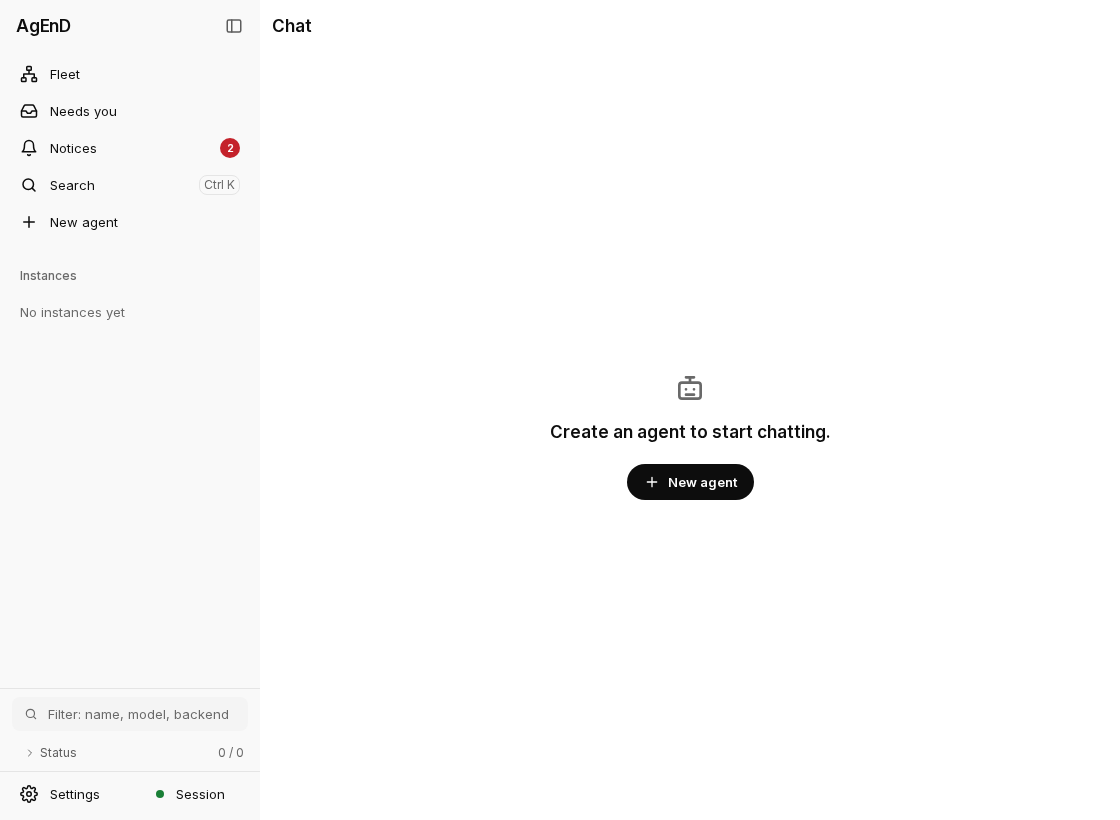 AgEnD
Chat
Fleet
Needs you
Notices 2
Search Ctrl K
New agent
Instances
No instances yet
Create an agent to start chatting.
New agent
Filter: name, model, backend
Status 0 / 0
Settings Session